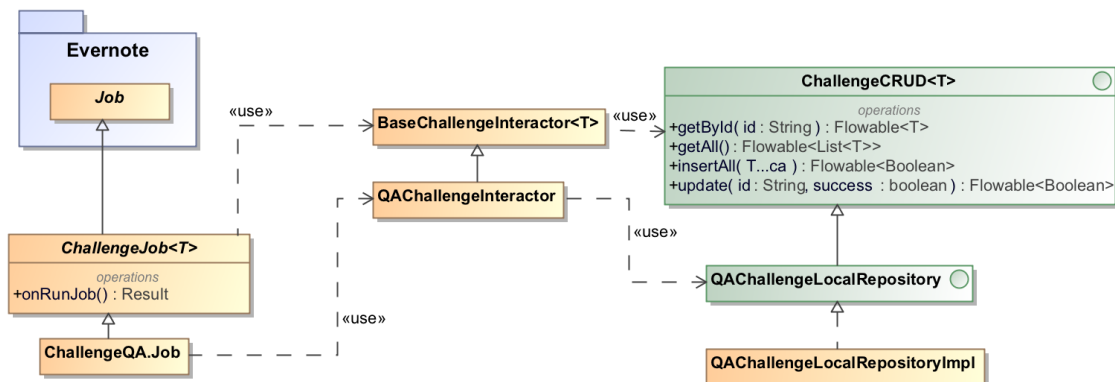 Evernote
Job
«use»
BaseChallengeInteractor<T>
«use»
ChallengeCRUD<T>
operations
+getById( id : String ) : Flowable<T>
+getAll() : Flowable<List<T>>
+insertAll( T...ca ) : Flowable<Boolean>
+update( id : String, success : boolean ) : Flowable<Boolean>
QAChallengeInteractor
«use»
ChallengeJob<T>
operations
+onRunJob() : Result
QAChallengeLocalRepository
«use»
ChallengeQA.Job
QAChallengeLocalRepositoryImpl